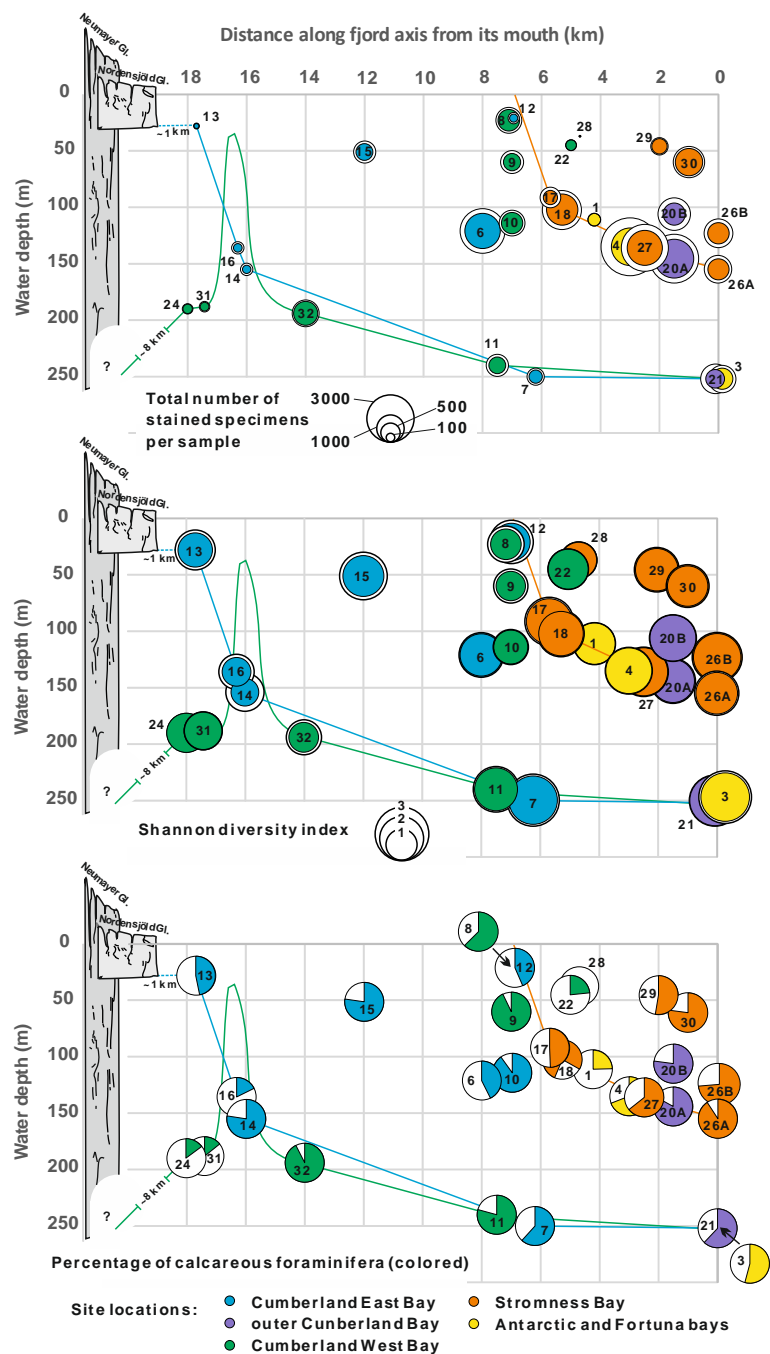 Distance along fjord axis from its mouth (km)
Neumayer Gl.
Nordensjöld Gl.
18 16 14 12 10 8 6 4 2 0
0
50
100
150
200
250
Water depth (m)
~1 km
~8 km
?
13
16
14
24
31
32
15
8
12
9
10
6
11
7
22
28
17
18
1
4
27
29
30
20B
20A
26B
26A
21
3
Total number of
stained specimens
per sample
3000
500
100
1000
Neumayer Gl.
Nordensjöld Gl.
0
50
100
150
200
250
Water depth (m)
~1 km
~8 km
?
13
16
14
24
31
32
15
8
12
9
10
6
11
7
22
28
17
18
1
4
27
29
30
20B
20A
26B
26A
21
3
Shannon diversity index
3
2
1
Neumayer Gl.
Nordensjöld Gl.
0
50
100
150
200
250
Water depth (m)
~1 km
~8 km
?
13
16
14
24
31
32
15
8
12
9
10
6
11
7
22
28
17
18
1
4
27
29
30
20B
20A
26B
26A
21
3
Percentage of calcareous foraminifera (colored)
Site locations:
Cumberland East Bay
outer Cunberland Bay
Cumberland West Bay
Stromness Bay
Antarctic and Fortuna bays